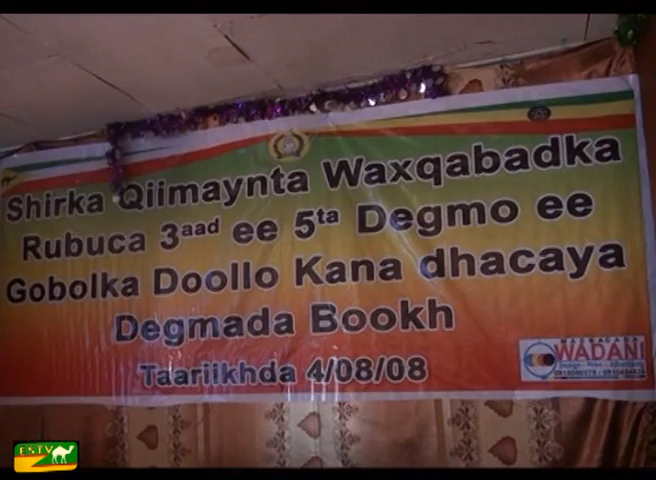 Shirka Qiimaynta Waxqabadka
Rubuca 3aad ee 5ta Degmo ee
Gobolka Doollo Kana dhacaya
Degmada Bookh
Taariikhda 4/08/08
WADANI
ESTV